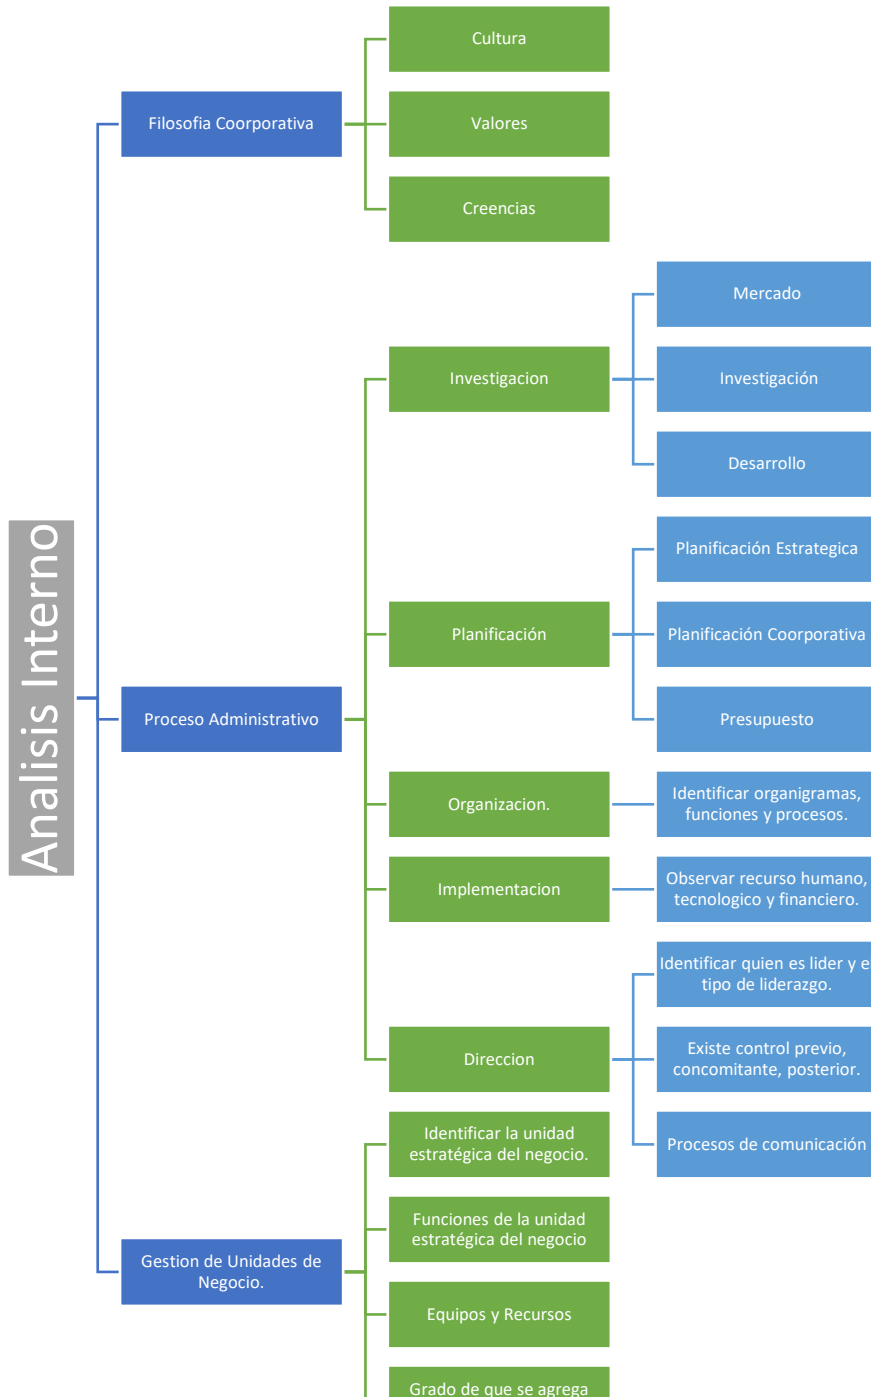 Analisis Interno
Filosofia Coorporativa
Cultura
Valores
Creencias
Proceso Administrativo
Investigacion
Mercado
Investigación
Desarrollo
Planificación
Planificación Estrategica
Planificación Coorporativa
Presupuesto
Organizacion.
Identificar organigramas,
funciones y procesos.
Implementacion
Observar recurso humano,
tecnologico y financiero.
Direccion
Identificar quien es lider y e
tipo de liderazgo.
Existe control previo,
concomitante, posterior.
Procesos de comunicación
Gestion de Unidades de
Negocio.
Identificar la unidad
estratégica del negocio.
Funciones de la unidad
estratégica del negocio
Equipos y Recursos
Grado de que se agrega